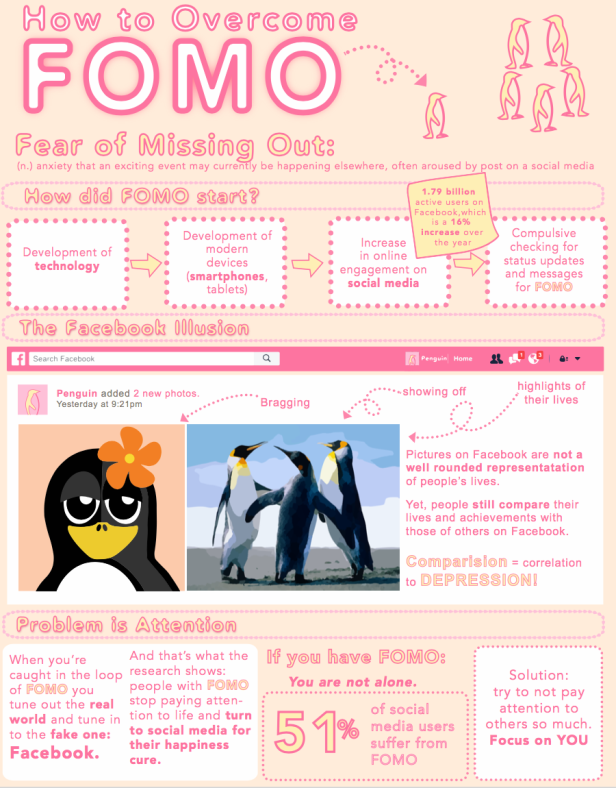 How to Overcome
FOMO
Fear of Missing Out:
(n.) anxiety that an exciting event may currently be happening elsewhere, often aroused by post on a social media
How did FOMO start?
1.79 billion
active users on
Facebook,which
is a 16%
increase over
the year
Development of
technology
Development of
modern
devices
(smartphones,
tablets)
Increase
in online
engagement on
social media
Compulsive
checking for
status updates
and messages
for FOMO
The Facebook Illusion
f
Search Facebook
Penguin
Home
1
3
Penguin added 2 new photos.
Yesterday at 9:21pm
Bragging
showing off
highlights of
their lives
Pictures on Facebook are not a
well rounded representatation
of people's lives.
Yet, people still compare their
lives and achievements with
those of others on Facebook.
Comparision = correlation
to DEPRESSION!
Problem is Attention
When you're
caught in the loop
of FOMO you
tune out the real
world and tune in
to the fake one:
Facebook.
And that's what the
research shows:
people with FOMO
stop paying atten-
tion to life and turn
to social media for
their happiness
cure.
If you have FOMO:
You are not alone.
51%
of social
media users
suffer from
FOMO
Solution:
try to not pay
attention to
others so much.
Focus on YOU